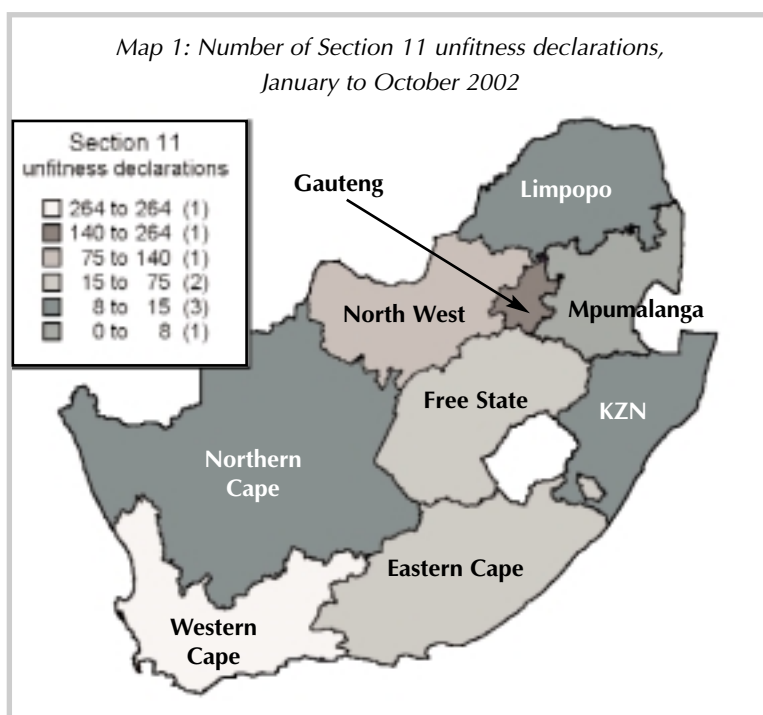 Map 1: Number of Section 11 unfitness declarations,
January to October 2002
Section 11
unfitness declarations
264 to 264 (1)
140 to 264 (1)
75 to 140 (1)
15 to 75 (2)
8 to 15 (3)
0 to 8 (1)
Gauteng
Limpopo
North West
Mpumalanga
Free State
KZN
Northern
Cape
Eastern Cape
Western
Cape